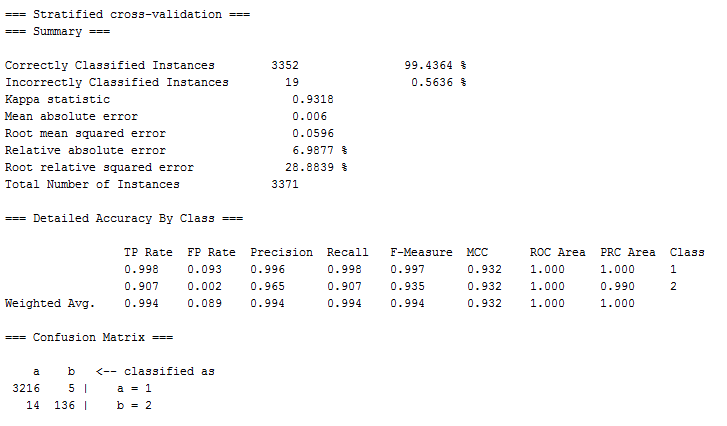 === Stratified cross-validation ===
=== Summary ===
Correctly Classified Instances 3352 99.4364 %
Incorrectly Classified Instances 19 0.5636 %
Kappa statistic 0.9318
Mean absolute error 0.006
Root mean squared error 0.0596
Relative absolute error 6.9877 %
Root relative squared error 28.8839 %
Total Number of Instances 3371
=== Detailed Accuracy By Class ===
TP Rate FP Rate Precision Recall F-Measure MCC ROC Area PRC Area Class
0.998 0.093 0.996 0.998 0.997 0.932 1.000 1.000 1
0.907 0.002 0.965 0.907 0.935 0.932 1.000 0.990 2
Weighted Avg. 0.994 0.089 0.994 0.994 0.994 0.932 1.000 1.000
=== Confusion Matrix ===
a b <-- classified as
3216 5 | a = 1
14 136 | b = 2